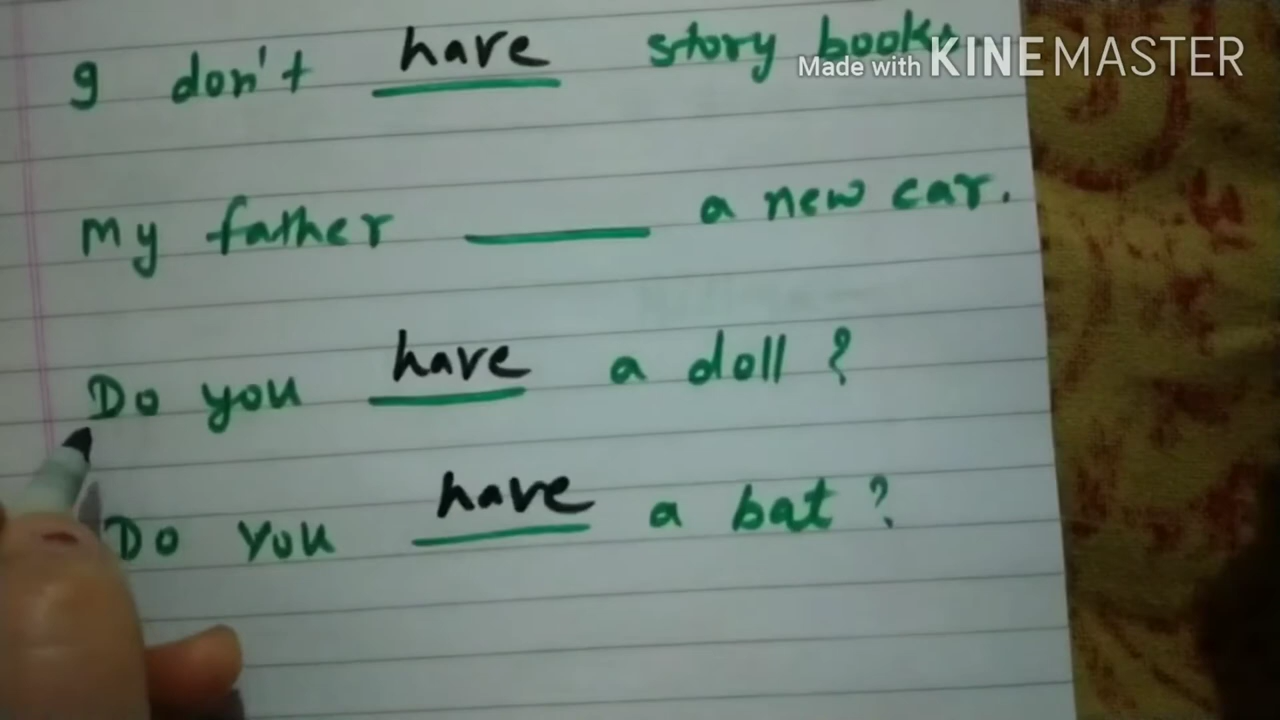 I don't have story books
Made with KINEMASTER
My father ______ a new car.
Do you have a doll ?
Do you have a bat ?